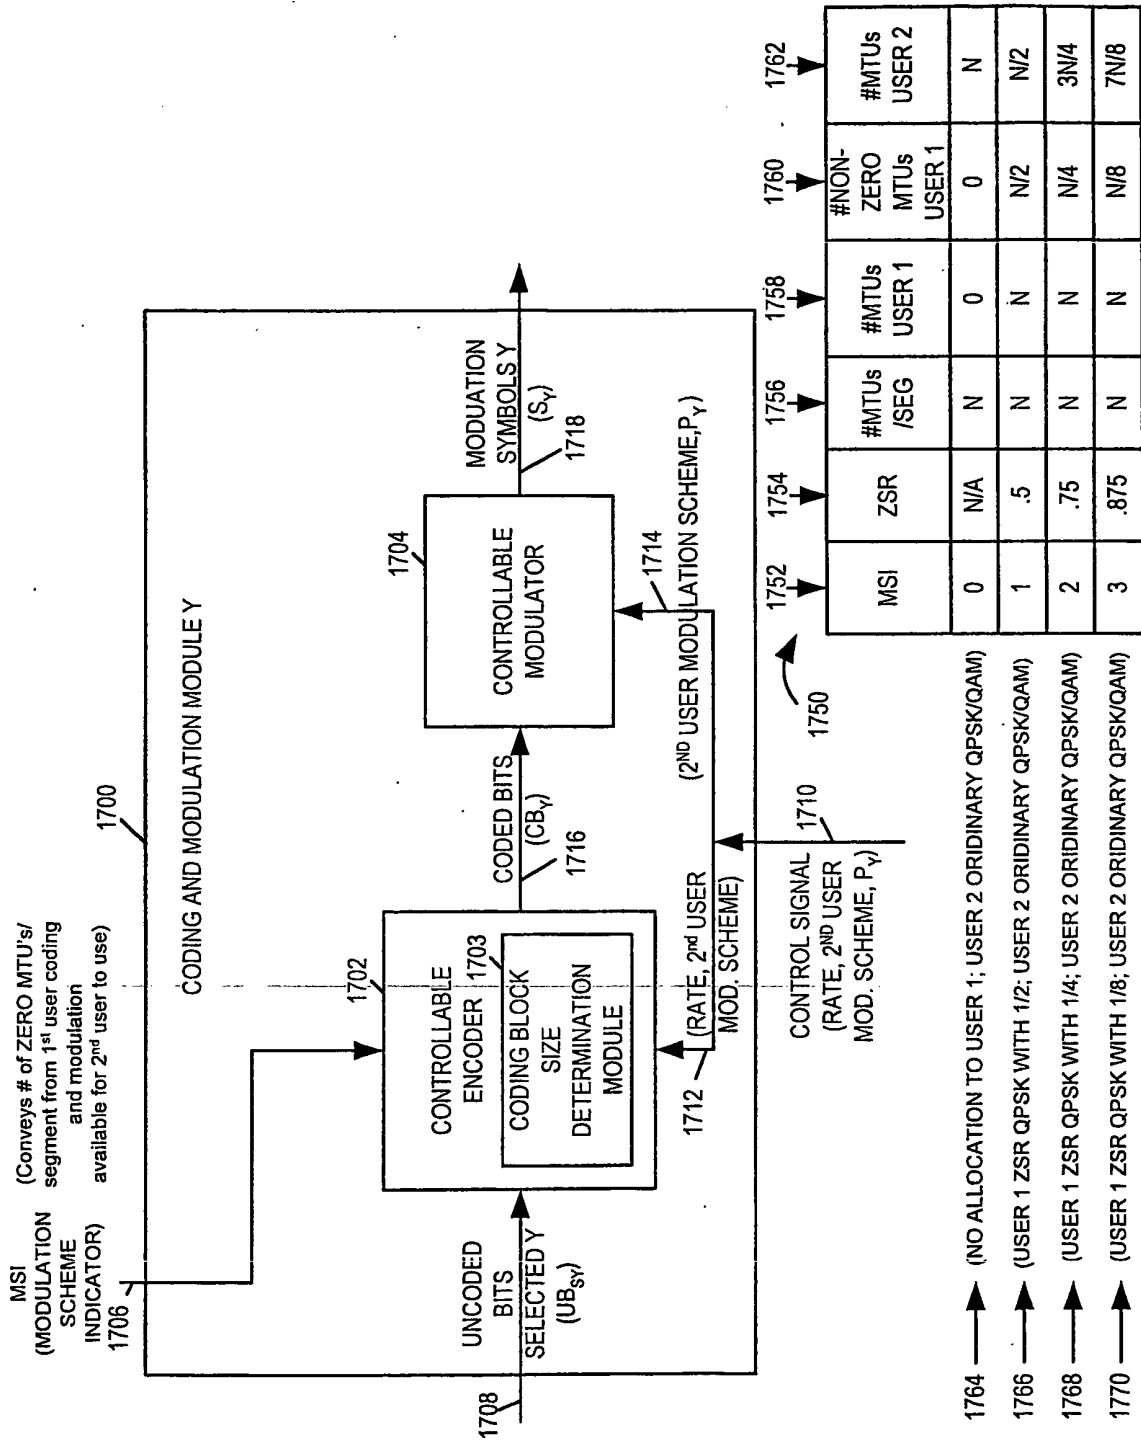 MSI
(MODULATION
SCHEME
INDICATOR)
1706
(Conveys # of ZERO MTU's/
segment from 1st user coding
and modulation
available for 2nd user to use)
1700
CODING AND MODULATION MODULE Y
1708
UNCODED
BITS
SELECTED Y
(UBSY)
1702
CONTROLLABLE
ENCODER
1703
CODING BLOCK
SIZE
DETERMINATION
MODULE
CODED BITS
(CBY)
1716
1704
CONTROLLABLE
MODULATOR
MODUATION
SYMBOLS Y
(SY)
1718
1712
(RATE, 2nd USER
MOD. SCHEME)
(2ND USER MODULATION SCHEME,PY)
1714
CONTROL SIGNAL
(RATE, 2ND USER
MOD. SCHEME, PY)
1710
1750
1752 1754 1756 1758 1760 1762
MSI ZSR #MTUs /SEG #MTUs USER 1 #NON-ZERO MTUs USER 1 #MTUs USER 2
1764 (NO ALLOCATION TO USER 1; USER 2 ORIDINARY QPSK/QAM) 0 N/A N 0 0 N
1766 (USER 1 ZSR QPSK WITH 1/2; USER 2 ORIDINARY QPSK/QAM) 1 .5 N N N/2 N/2
1768 (USER 1 ZSR QPSK WITH 1/4; USER 2 ORIDINARY QPSK/QAM) 2 .75 N N N/4 3N/4
1770 (USER 1 ZSR QPSK WITH 1/8; USER 2 ORIDINARY QPSK/QAM) 3 .875 N N N/8 7N/8